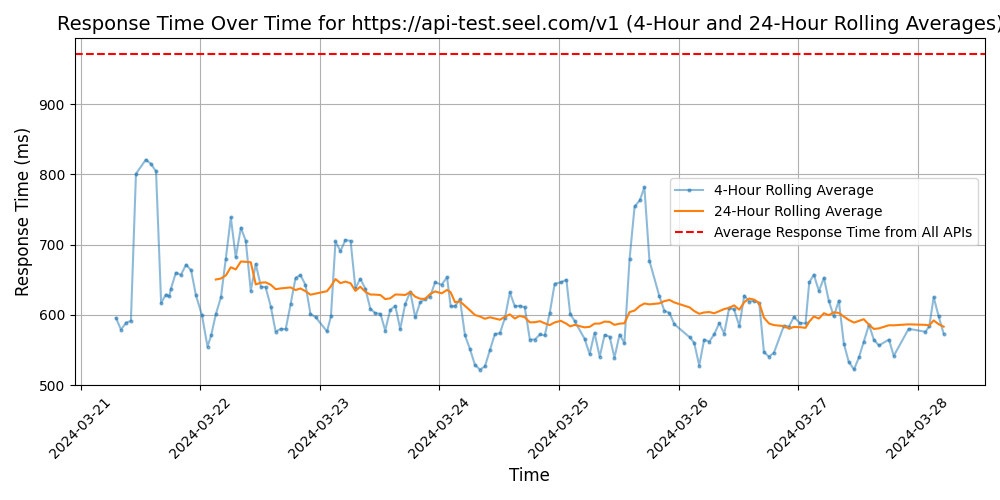 Response Time Over Time for https://api-test.seel.com/v1 (4-Hour and 24-Hour Rolling Averages)
Response Time (ms)
900
800
700
600
500
4-Hour Rolling Average
24-Hour Rolling Average
Average Response Time from All APIs
2024-03-21
2024-03-22
2024-03-23
2024-03-24
2024-03-25
2024-03-26
2024-03-27
2024-03-28
Time